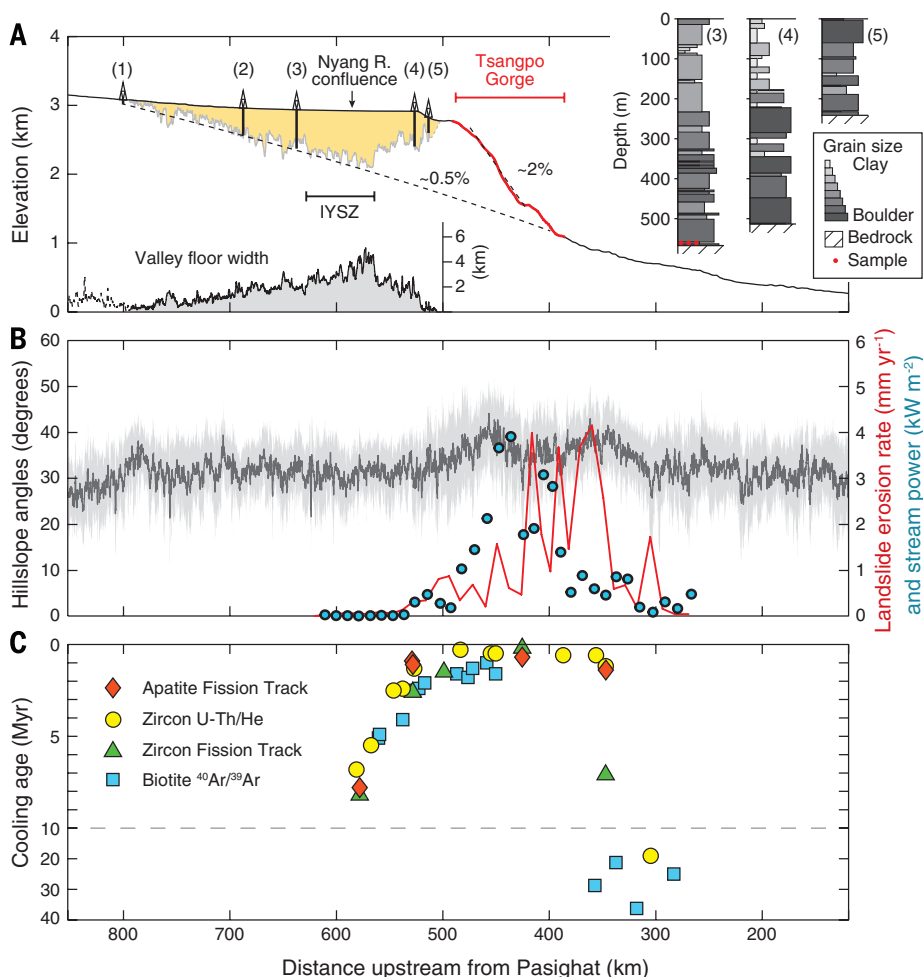 A
4
3
2
1
0
Elevation (km)
(1)
(2)
(3)
Nyang R.
confluence
(4)
(5)
Tsangpo
Gorge
~0.5%
~2%
IYSZ
Valley floor width
6
4
2
(km)
0
100
200
300
400
500
Depth (m)
(3)
(4)
(5)
Grain size
Clay
Boulder
Bedrock
Sample
B
60
50
40
30
20
10
0
Hillslope angles (degrees)
6
5
4
3
2
1
0
Landslide erosion rate (mm yr⁻¹)
and stream power (kW m⁻²)
C
0
5
10
20
30
40
Cooling age (Myr)
Apatite Fission Track
Zircon U-Th/He
Zircon Fission Track
Biotite ⁴⁰Ar/³⁹Ar
800 700 600 500 400 300 200
Distance upstream from Pasighat (km)